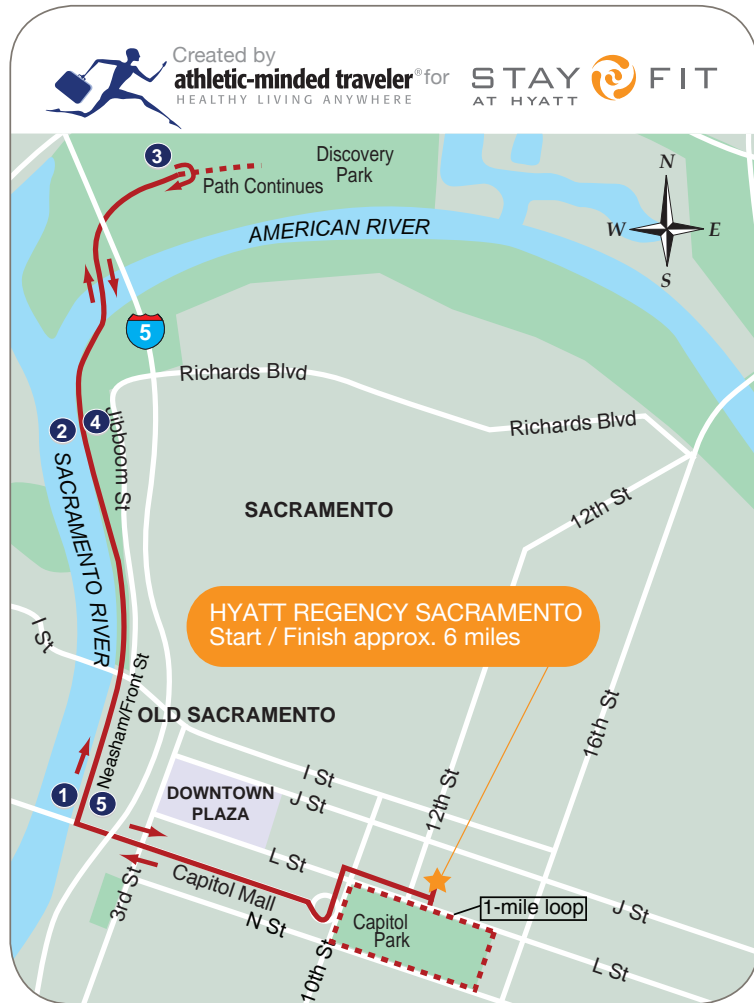 Created by
athletic-minded traveler® for
HEALTHY LIVING ANYWHERE
STAY FIT
AT HYATT
3
Discovery
Park
Path Continues
N
W E
S
AMERICAN RIVER
5
Richards Blvd
Richards Blvd
2
4
Jibboom St
SACRAMENTO RIVER
SACRAMENTO
12th St
HYATT REGENCY SACRAMENTO
Start / Finish approx. 6 miles
I St
Neasham/Front St
OLD SACRAMENTO
16th St
12th St
I St
J St
1
5
DOWNTOWN
PLAZA
L St
Capitol Mall
3rd St
N St
10th St
Capitol
Park
1-mile loop
J St
L St